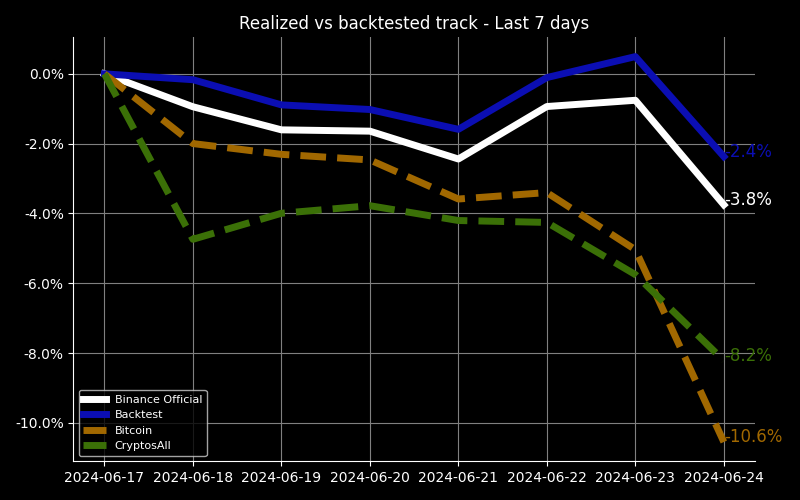 Realized vs backtested track - Last 7 days
0.0%
-2.0%
-4.0%
-6.0%
-8.0%
-10.0%
-2.4%
-3.8%
-8.2%
-10.6%
Binance Official
Backtest
Bitcoin
CryptosAll
2024-06-17 2024-06-18 2024-06-19 2024-06-20 2024-06-21 2024-06-22 2024-06-23 2024-06-24